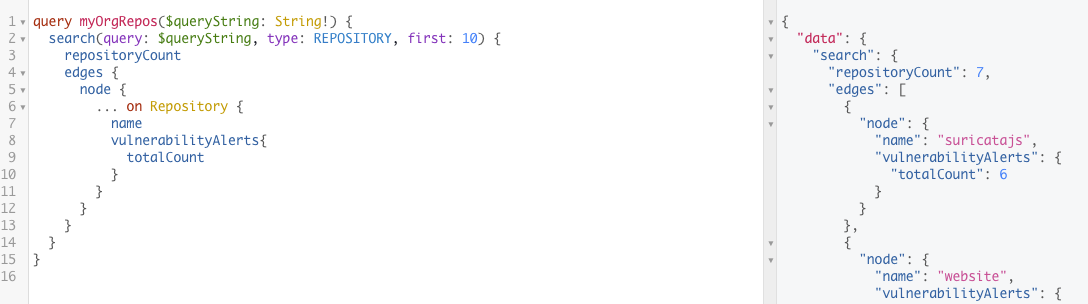 1 query myOrgRepos($queryString: String!) {
2 search(query: $queryString, type: REPOSITORY, first: 10) {
3 repositoryCount
4 edges {
5 node {
6 ... on Repository {
7 name
8 vulnerabilityAlerts{
9 totalCount
10 }
11 }
12 }
13 }
14 }
15 }
16
{
"data": {
"search": {
"repositoryCount": 7,
"edges": [
{
"node": {
"name": "suricatajs",
"vulnerabilityAlerts": {
"totalCount": 6
}
}
},
{
"node": {
"name": "website",
"vulnerabilityAlerts": {